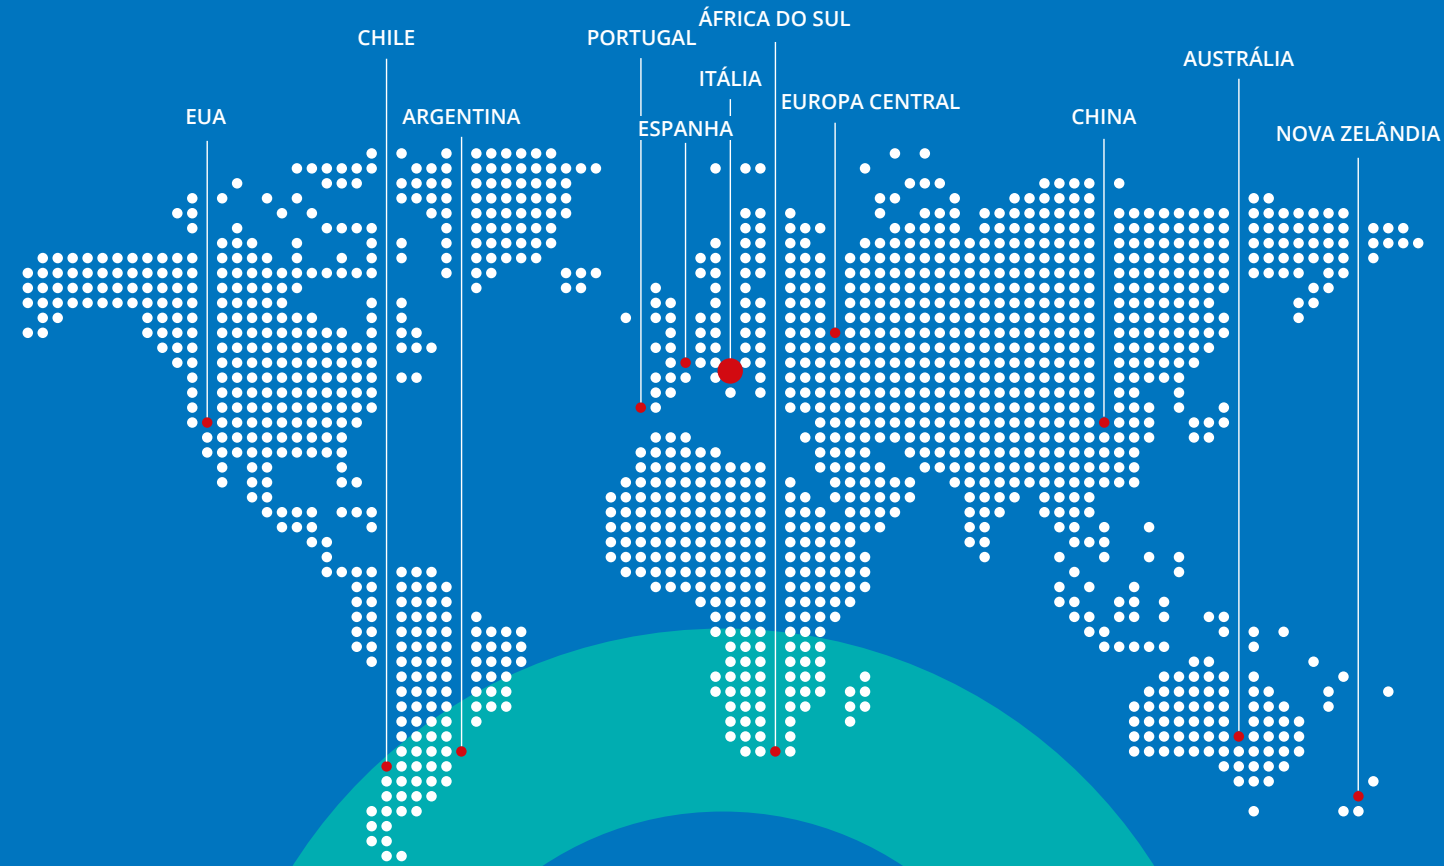 ÁFRICA DO SUL
CHILE
PORTUGAL
AUSTRÁLIA
ITÁLIA
EUROPA CENTRAL
EUA
ARGENTINA
CHINA
ESPANHA
NOVA ZELÂNDIA